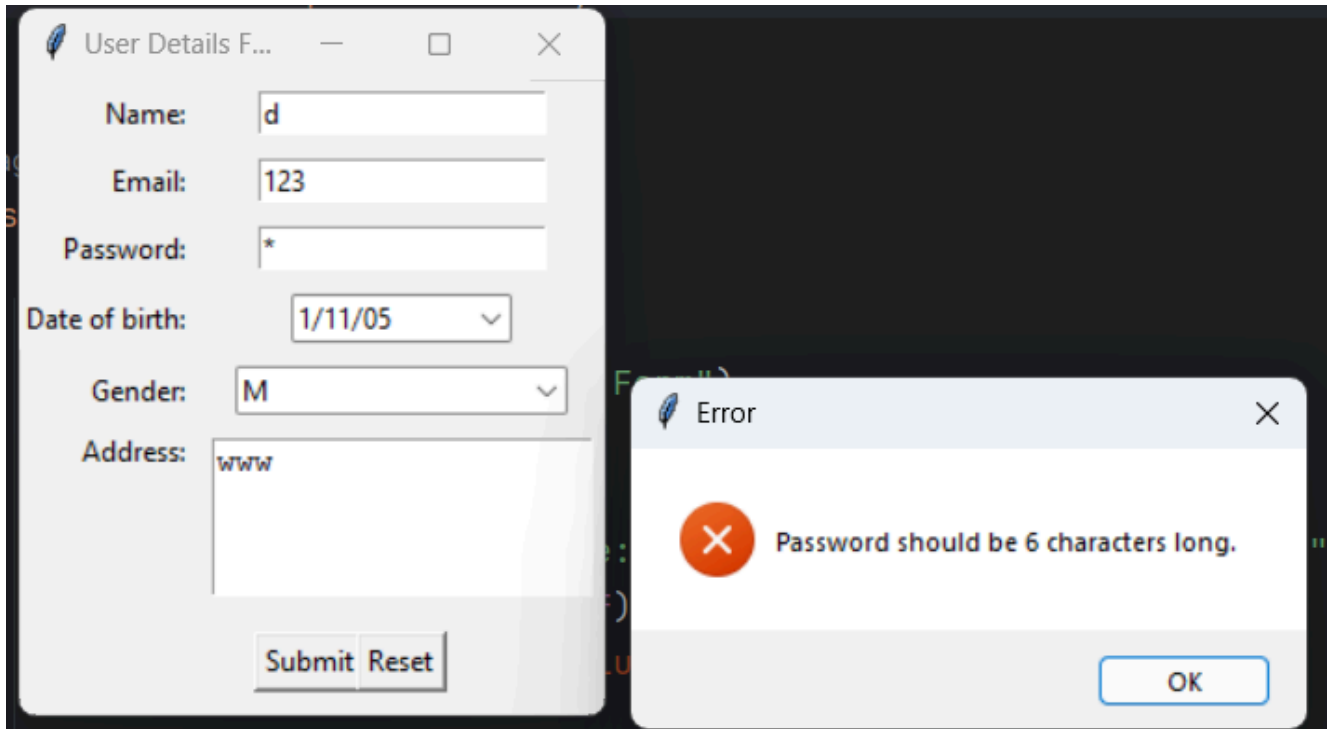 User Details F...
Name: d
Email: 123
Password: *
Date of birth: 1/11/05
Gender: M
Address: www
Submit Reset
Error
Password should be 6 characters long.
OK